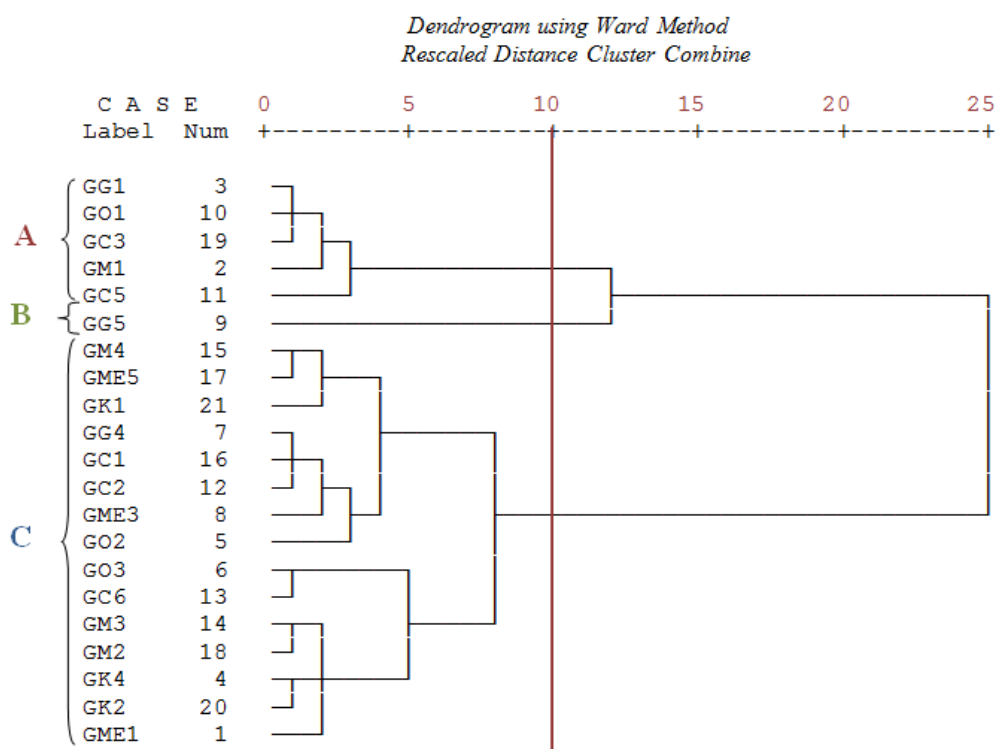 Dendrogram using Ward Method
Rescaled Distance Cluster Combine
C A S E 0 5 10 15 20 25
Label Num +---------+---------+---------+---------+---------+
GG1 3
GO1 10
A
GC3 19
GM1 2
GC5 11
B
GG5 9
GM4 15
GME5 17
GK1 21
GG4 7
GC1 16
GC2 12
GME3 8
C
GO2 5
GO3 6
GC6 13
GM3 14
GM2 18
GK4 4
GK2 20
GME1 1